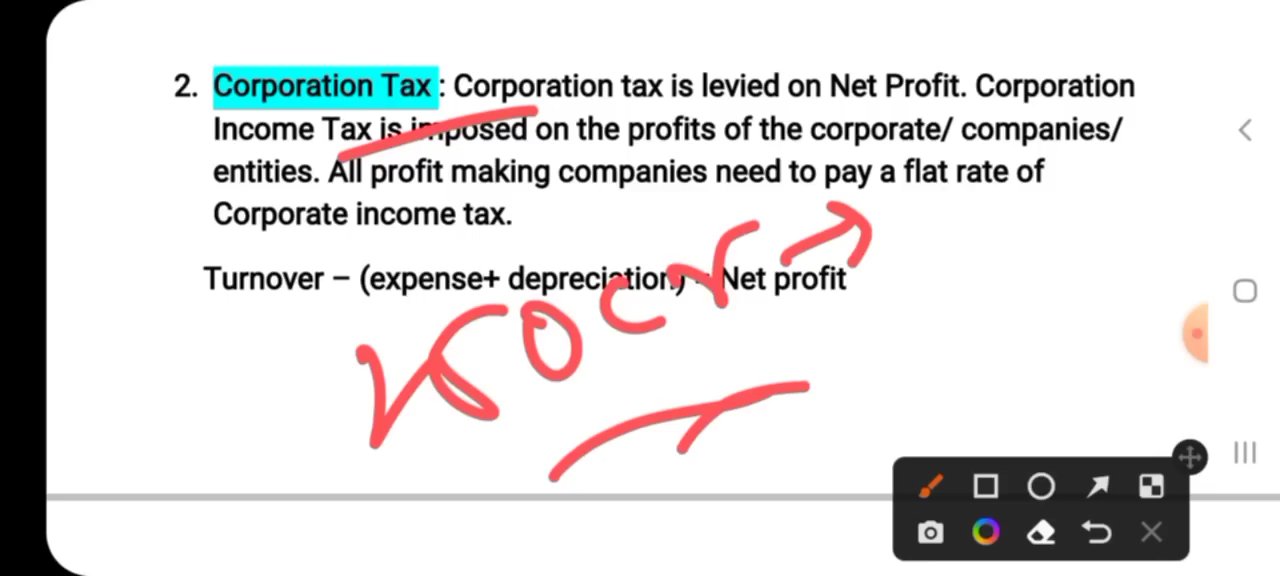 2. Corporation Tax : Corporation tax is levied on Net Profit. Corporation
Income Tax is imposed on the profits of the corporate/ companies/
entities. All profit making companies need to pay a flat rate of
Corporate income tax.
Turnover – (expense+ depreciation) = Net profit